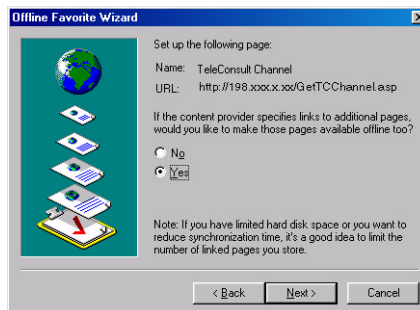 Offline Favorite Wizard
Set up the following page:
Name: TeleConsult Channel
URL: http://198.xxx.x.xx/GetTCChannel.asp
If the content provider specifies links to additional pages,
would you like to make those pages available offline too?
No
Yes
Note: If you have limited hard disk space or you want to
reduce synchronization time, it's a good idea to limit the
number of linked pages you store.
< Back Next > Cancel